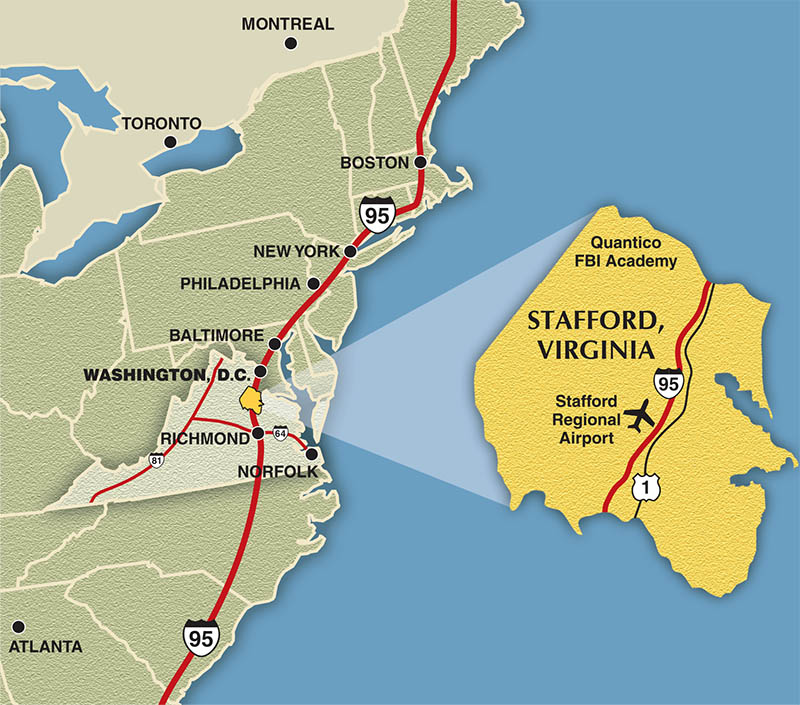 MONTREAL
TORONTO
BOSTON
95
NEW YORK
PHILADELPHIA
BALTIMORE
WASHINGTON, D.C.
RICHMOND
64
81
NORFOLK
95
ATLANTA
Quantico
FBI Academy
STAFFORD,
VIRGINIA
95
Stafford
Regional
Airport
1